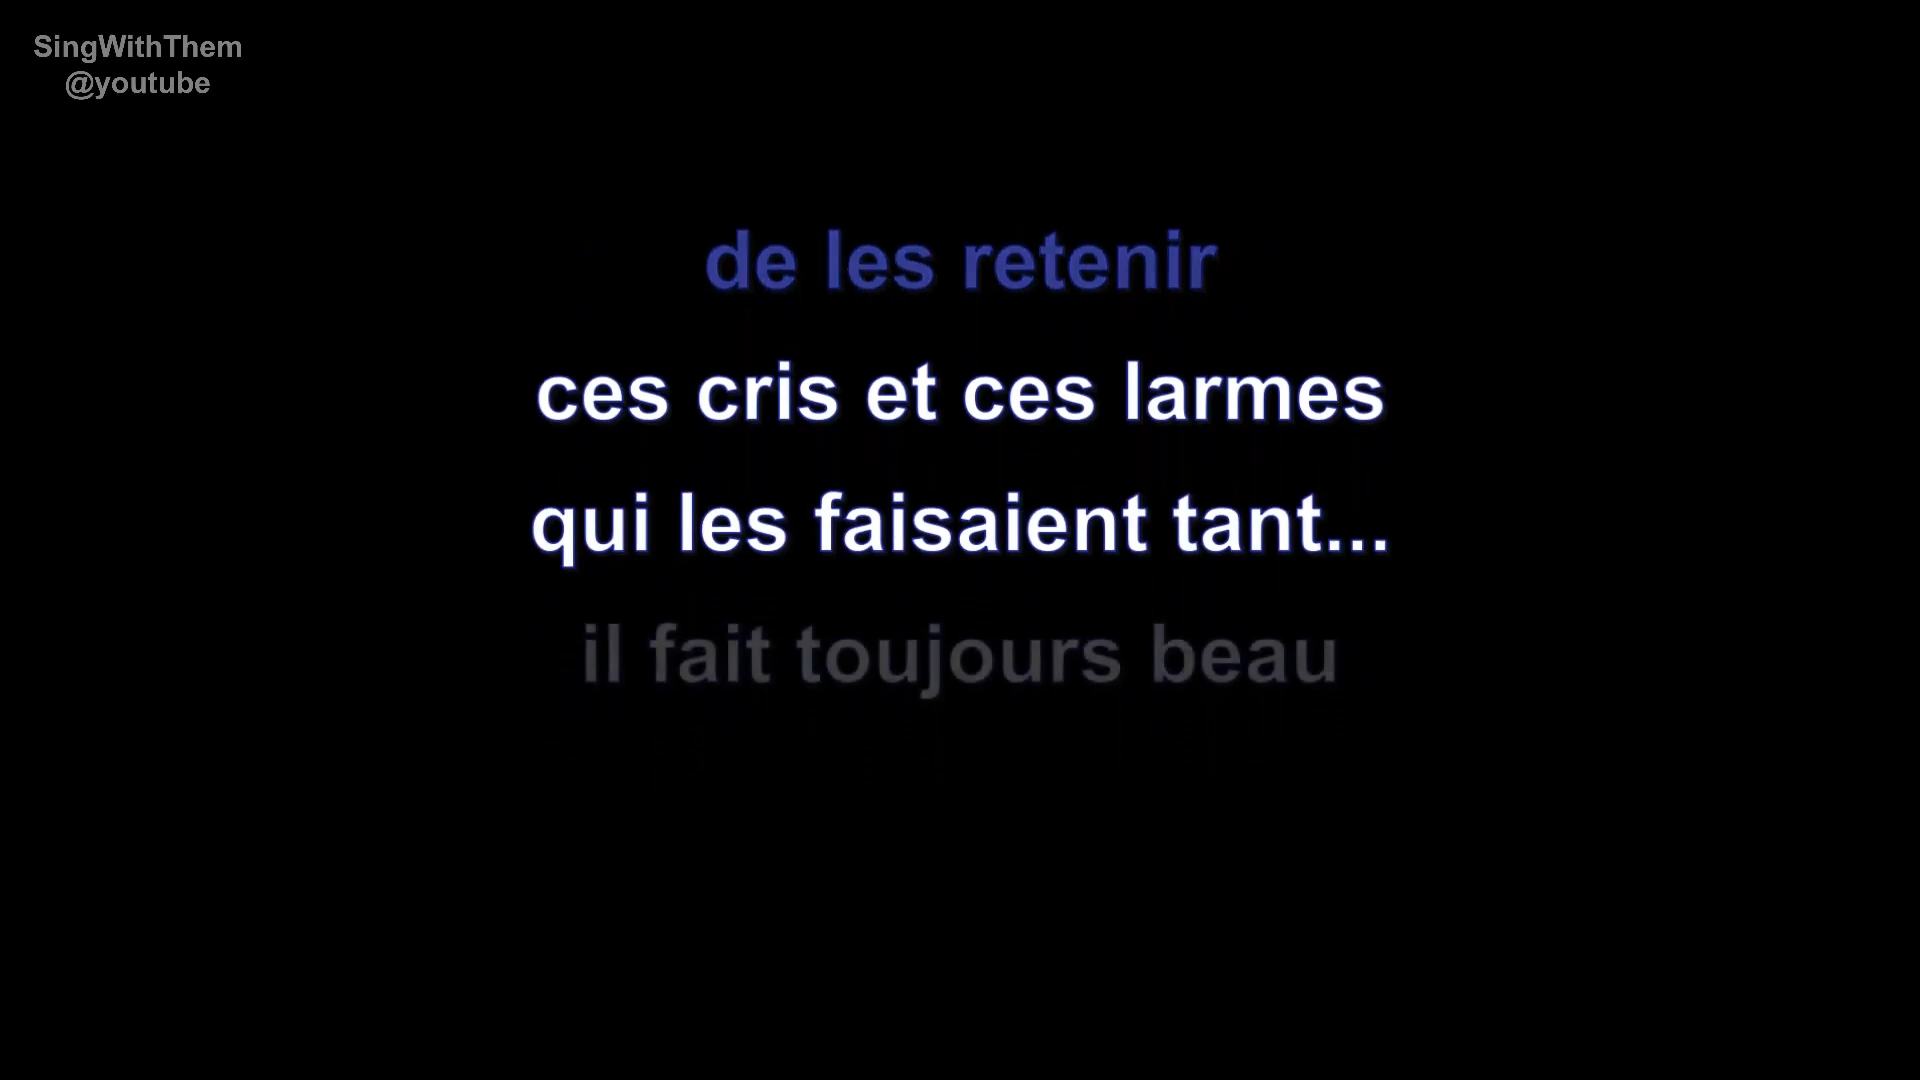 SingWithThem
@youtube
de les retenir
ces cris et ces larmes
qui les faisaient tant...
il fait toujours beau